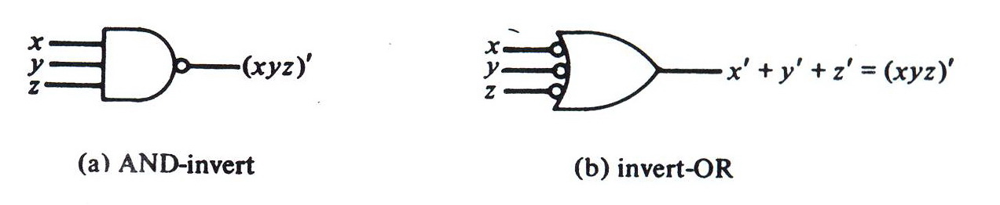 x
y
z
(xyz)′
(a) AND-invert
x
y
z
x′ + y′ + z′ = (xyz)′
(b) invert-OR